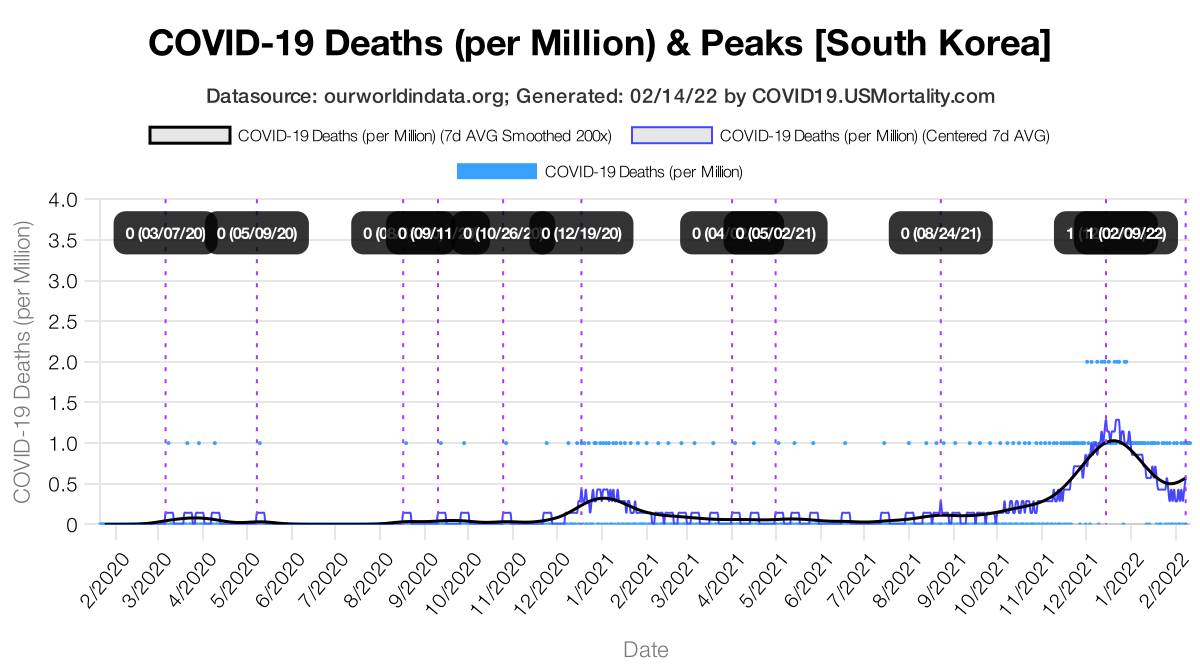 COVID-19 Deaths (per Million) & Peaks [South Korea]
Datasource: ourworldindata.org; Generated: 02/14/22 by COVID19.USMortality.com
COVID-19 Deaths (per Million) (7d AVG Smoothed 200x) COVID-19 Deaths (per Million) (Centered 7d AVG)
COVID-19 Deaths (per Million)
COVID-19 Deaths (per Million)
4.0
3.5
3.0
2.5
2.0
1.5
1.0
0.5
0
0 (03/07/20) 0 (05/09/20) 0 (09/11 0 (10/26/2 0 (12/19/20) 0 (04/ 0 (05/02/21) 0 (08/24/21) 1 (02/09/22)
2/2020 3/2020 4/2020 5/2020 6/2020 7/2020 8/2020 9/2020 10/2020 11/2020 12/2020 1/2021 2/2021 3/2021 4/2021 5/2021 6/2021 7/2021 8/2021 9/2021 10/2021 11/2021 12/2021 1/2022 2/2022
Date